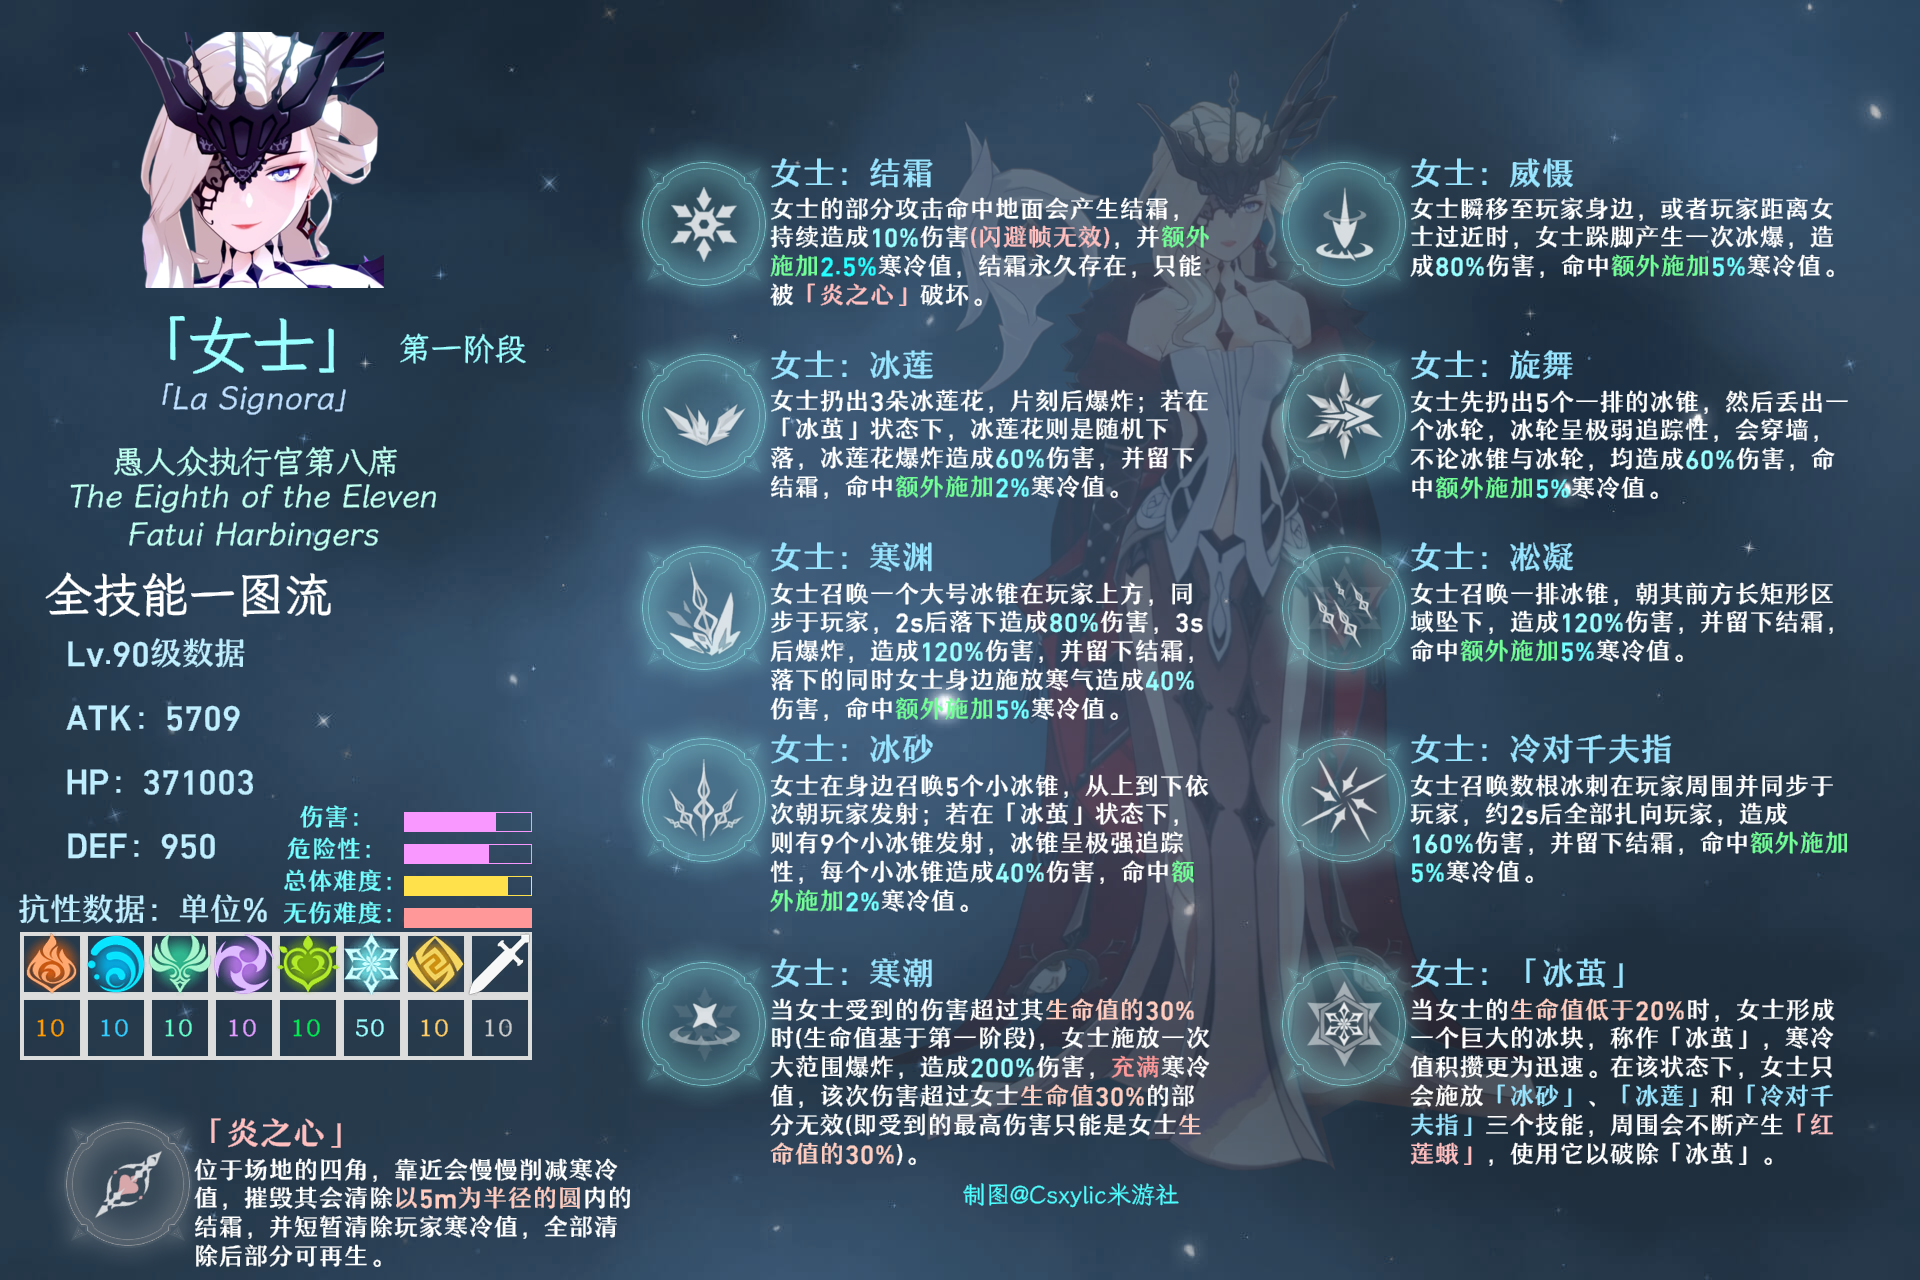 「女士」 第一阶段
「La Signora」
愚人众执行官第八席
The Eighth of the Eleven
Fatui Harbingers
全技能一图流
Lv.90级数据
ATK：5709
HP：371003
DEF：950
伤害：
危险性：
总体难度：
无伤难度：
抗性数据：单位%
10 10 10 10 10 50 10 10
「炎之心」
位于场地的四角，靠近会慢慢削减寒冷
值，摧毁其会清除以5m为半径的圆内的
结霜，并短暂清除玩家寒冷值，全部清
除后部分可再生。
女士：结霜
女士的部分攻击命中地面会产生结霜，
持续造成10%伤害(闪避帧无效)，并额外
施加2.5%寒冷值，结霜永久存在，只能
被「炎之心」破坏。
女士：冰莲
女士扔出3朵冰莲花，片刻后爆炸；若在
「冰茧」状态下，冰莲花则是随机下
落，冰莲花爆炸造成60%伤害，并留下
结霜，命中额外施加2%寒冷值。
女士：寒渊
女士召唤一个大号冰锥在玩家上方，同
步于玩家，2s后落下造成80%伤害，3s
后爆炸，造成120%伤害，并留下结霜，
落下的同时女士身边施放寒气造成40%
伤害，命中额外施加5%寒冷值。
女士：冰砂
女士在身边召唤5个小冰锥，从上到下依
次朝玩家发射；若在「冰茧」状态下，
则有9个小冰锥发射，冰锥呈极强追踪
性，每个小冰锥造成40%伤害，命中额
外施加2%寒冷值。
女士：寒潮
当女士受到的伤害超过其生命值的30%
时(生命值基于第一阶段)，女士施放一次
大范围爆炸，造成200%伤害，充满寒冷
值，该次伤害超过女士生命值30%的部
分无效(即受到的最高伤害只能是女士生
命值的30%)。
女士：威慑
女士瞬移至玩家身边，或者玩家距离女
士过近时，女士跺脚产生一次冰爆，造
成80%伤害，命中额外施加5%寒冷值。
女士：旋舞
女士先扔出5个一排的冰锥，然后丢出一
个冰轮，冰轮呈极弱追踪性，会穿墙，
不论冰锥与冰轮，均造成60%伤害，命
中额外施加5%寒冷值。
女士：凇凝
女士召唤一排冰锥，朝其前方长矩形区
域坠下，造成120%伤害，并留下结霜，
命中额外施加5%寒冷值。
女士：冷对千夫指
女士召唤数根冰刺在玩家周围并同步于
玩家，约2s后全部扎向玩家，造成
160%伤害，并留下结霜，命中额外施加
5%寒冷值。
女士：「冰茧」
当女士的生命值低于20%时，女士形成
一个巨大的冰块，称作「冰茧」，寒冷
值积攒更为迅速。在该状态下，女士只
会施放「冰砂」、「冰莲」和「冷对千
夫指」三个技能，周围会不断产生「红
莲蛾」，使用它以破除「冰茧」。
制图@Csxylic米游社